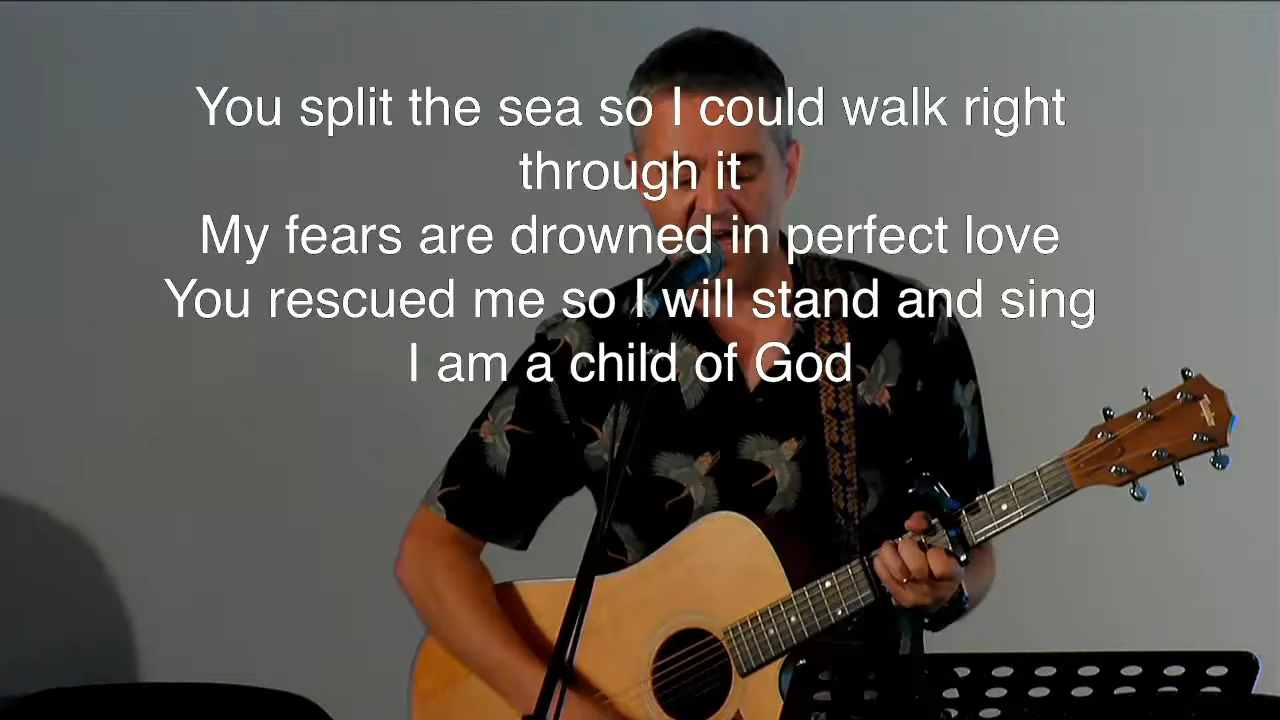 You split the sea so I could walk right
through it
My fears are drowned in perfect love
You rescued me so I will stand and sing
I am a child of God
Taylor